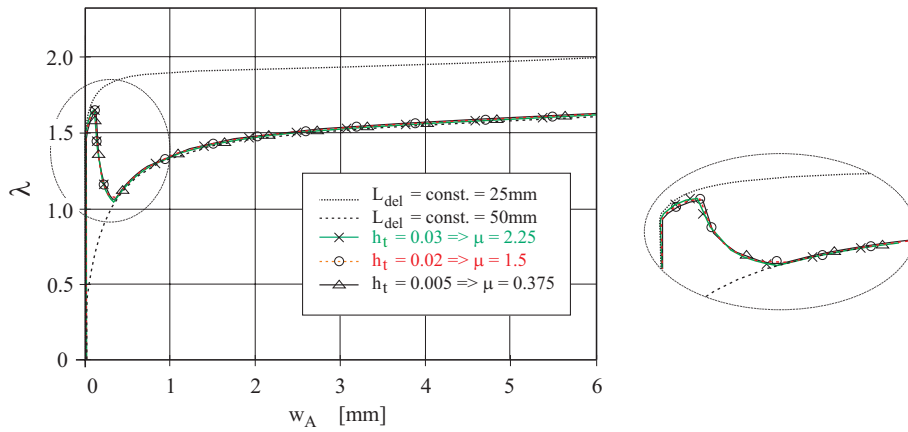 2.0
1.5
1.0
0.5
0
λ
0 1 2 3 4 5 6
w_A [mm]
L_del = const. = 25mm
L_del = const. = 50mm
h_t = 0.03 => μ = 2.25
h_t = 0.02 => μ = 1.5
h_t = 0.005 => μ = 0.375